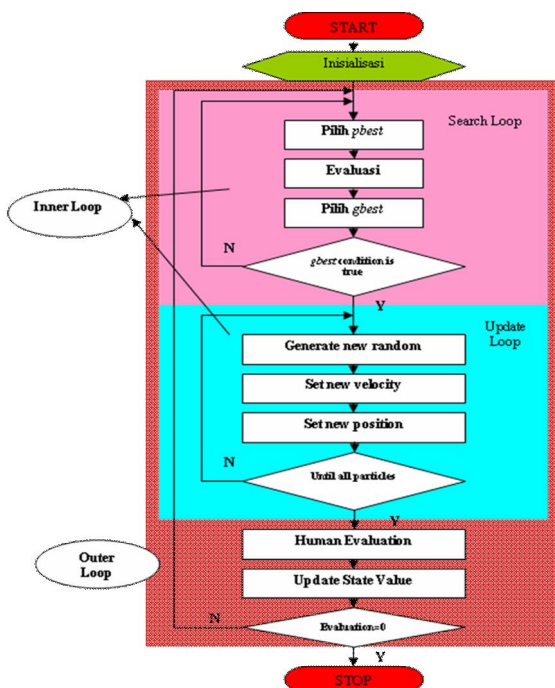 START
Inisialisasi
Search Loop
Pilih pbest
Evaluasi
Pilih gbest
Inner Loop
N
gbest condition is
true
Y
Update
Loop
Generate new random
Set new velocity
Set new position
N
Until all particles
Y
Human Evaluation
Outer
Loop
Update State Value
N
Evaluation=0
Y
STOP